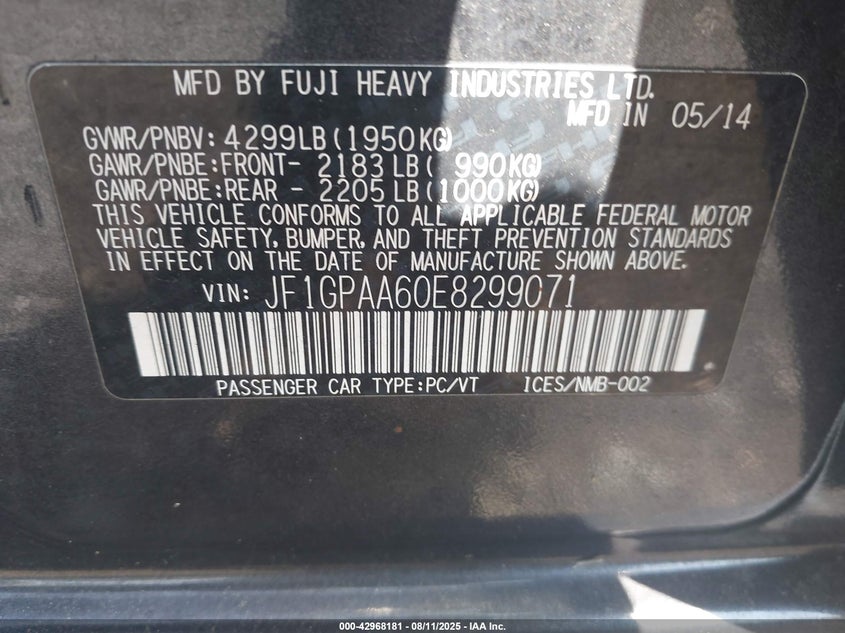 MFD BY FUJI HEAVY INDUSTRIES LTD.
MFD IN 05/14
GVWR/PNBV: 4299LB(1950KG)
GAWR/PNBE:FRONT- 2183LB( 990KG)
GAWR/PNBE:REAR - 2205LB(1000KG)
THIS VEHICLE CONFORMS TO ALL APPLICABLE FEDERAL MOTOR
VEHICLE SAFETY, BUMPER, AND THEFT PREVENTION STANDARDS
IN EFFECT ON THE DATE OF MANUFACTURE SHOWN ABOVE.
VIN: JF1GPAA60E8299071
PASSENGER CAR TYPE:PC/VT ICES/NMB-002
000-42968181 - 08/11/2025 - IAA Inc.